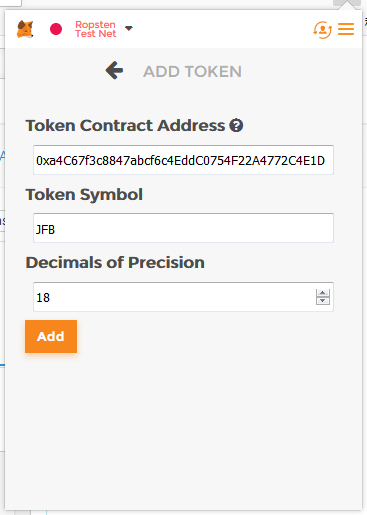 Ropsten
Test Net
ADD TOKEN
Token Contract Address ?
0xa4C67f3c8847abcf6c4EddC0754F22A4772C4E1D
Token Symbol
JFB
Decimals of Precision
18
Add